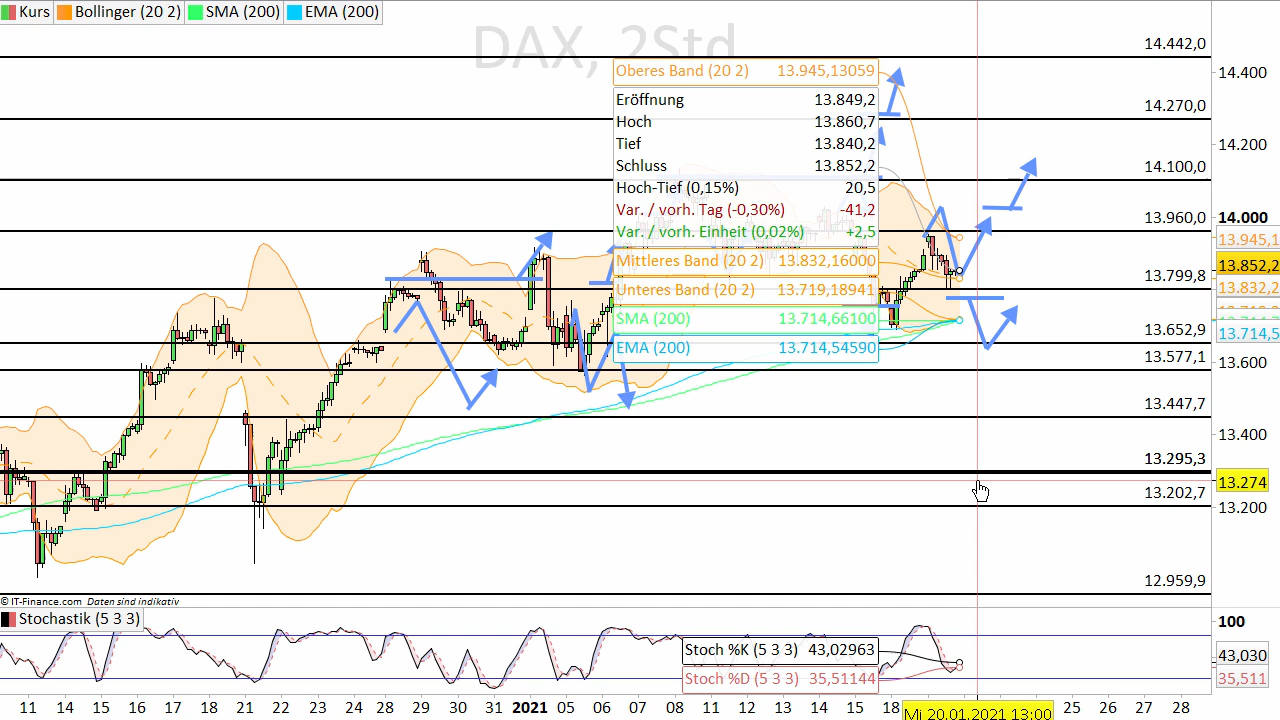 Kurs Bollinger (20 2) SMA (200) EMA (200)
DAX, 2Std
14.442,0
14.400
14.270,0
14.200
14.100,0
13.960,0
14.000
13.945,1
13.852,2
13.799,8
13.832,2
13.714,5
13.652,9
13.600
13.577,1
13.447,7
13.400
13.295,3
13.274
13.202,7
13.200
12.959,9
Oberes Band (20 2) 13.945,13059
Eröffnung 13.849,2
Hoch 13.860,7
Tief 13.840,2
Schluss 13.852,2
Hoch-Tief (0,15%) 20,5
Var. / vorh. Tag (-0,30%) -41,2
Var. / vorh. Einheit (0,02%) +2,5
Mittleres Band (20 2) 13.832,16000
Unteres Band (20 2) 13.719,18941
SMA (200) 13.714,66100
EMA (200) 13.714,54590
© IT-Finance.com Daten sind indikativ
Stochastik (5 3 3)
100
Stoch %K (5 3 3) 43,02963
43,030
Stoch %D (5 3 3) 35,51144
35,511
11 14 15 16 17 18 21 22 23 24 28 29 30 31 2021 05 06 07 08 11 12 13 14 15 18 Mi 20.01.2021 13:00 25 26 27 28